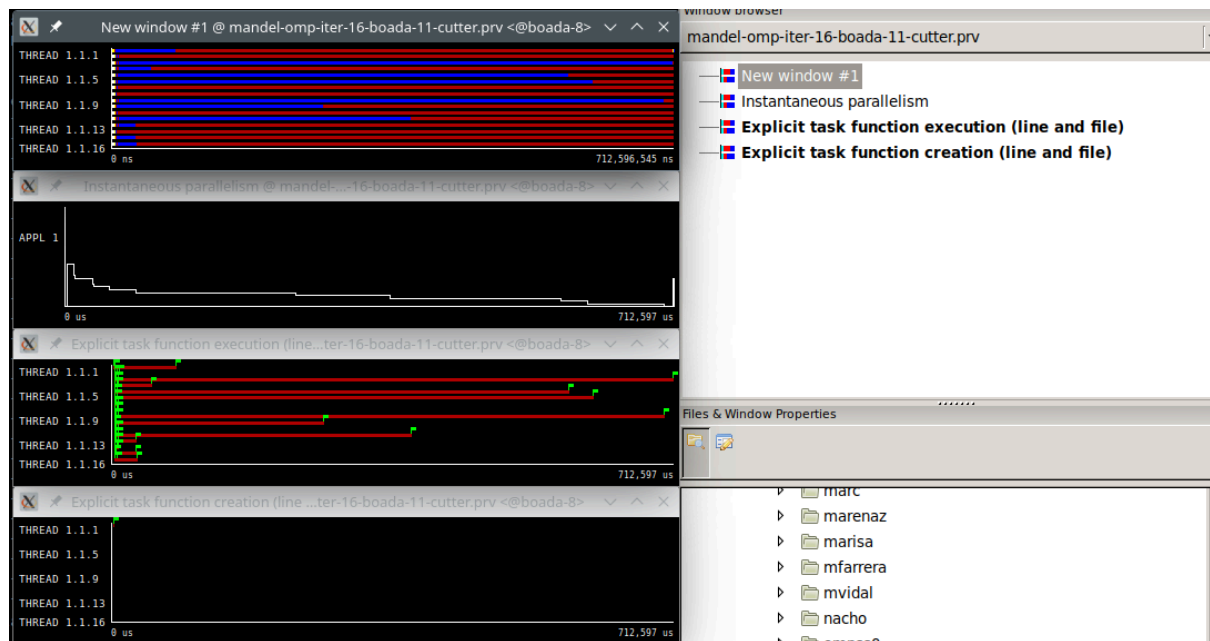 New window #1 @ mandel-omp-iter-16-boada-11-cutter.prv <@boada-8>
THREAD 1.1.1
THREAD 1.1.5
THREAD 1.1.9
THREAD 1.1.13
THREAD 1.1.16
0 ns
712,596,545 ns
Instantaneous parallelism @ mandel-...-16-boada-11-cutter.prv <@boada-8>
APPL 1
0 us
712,597 us
Explicit task function execution (line...ter-16-boada-11-cutter.prv <@boada-8>
THREAD 1.1.1
THREAD 1.1.5
THREAD 1.1.9
THREAD 1.1.13
THREAD 1.1.16
0 us
712,597 us
Explicit task function creation (line ...ter-16-boada-11-cutter.prv <@boada-8>
THREAD 1.1.1
THREAD 1.1.5
THREAD 1.1.9
THREAD 1.1.13
THREAD 1.1.16
0 us
712,597 us
Window browser
mandel-omp-iter-16-boada-11-cutter.prv
New window #1
Instantaneous parallelism
Explicit task function execution (line and file)
Explicit task function creation (line and file)
Files & Window Properties
marc
marenaz
marisa
mfarrera
mvidal
nacho